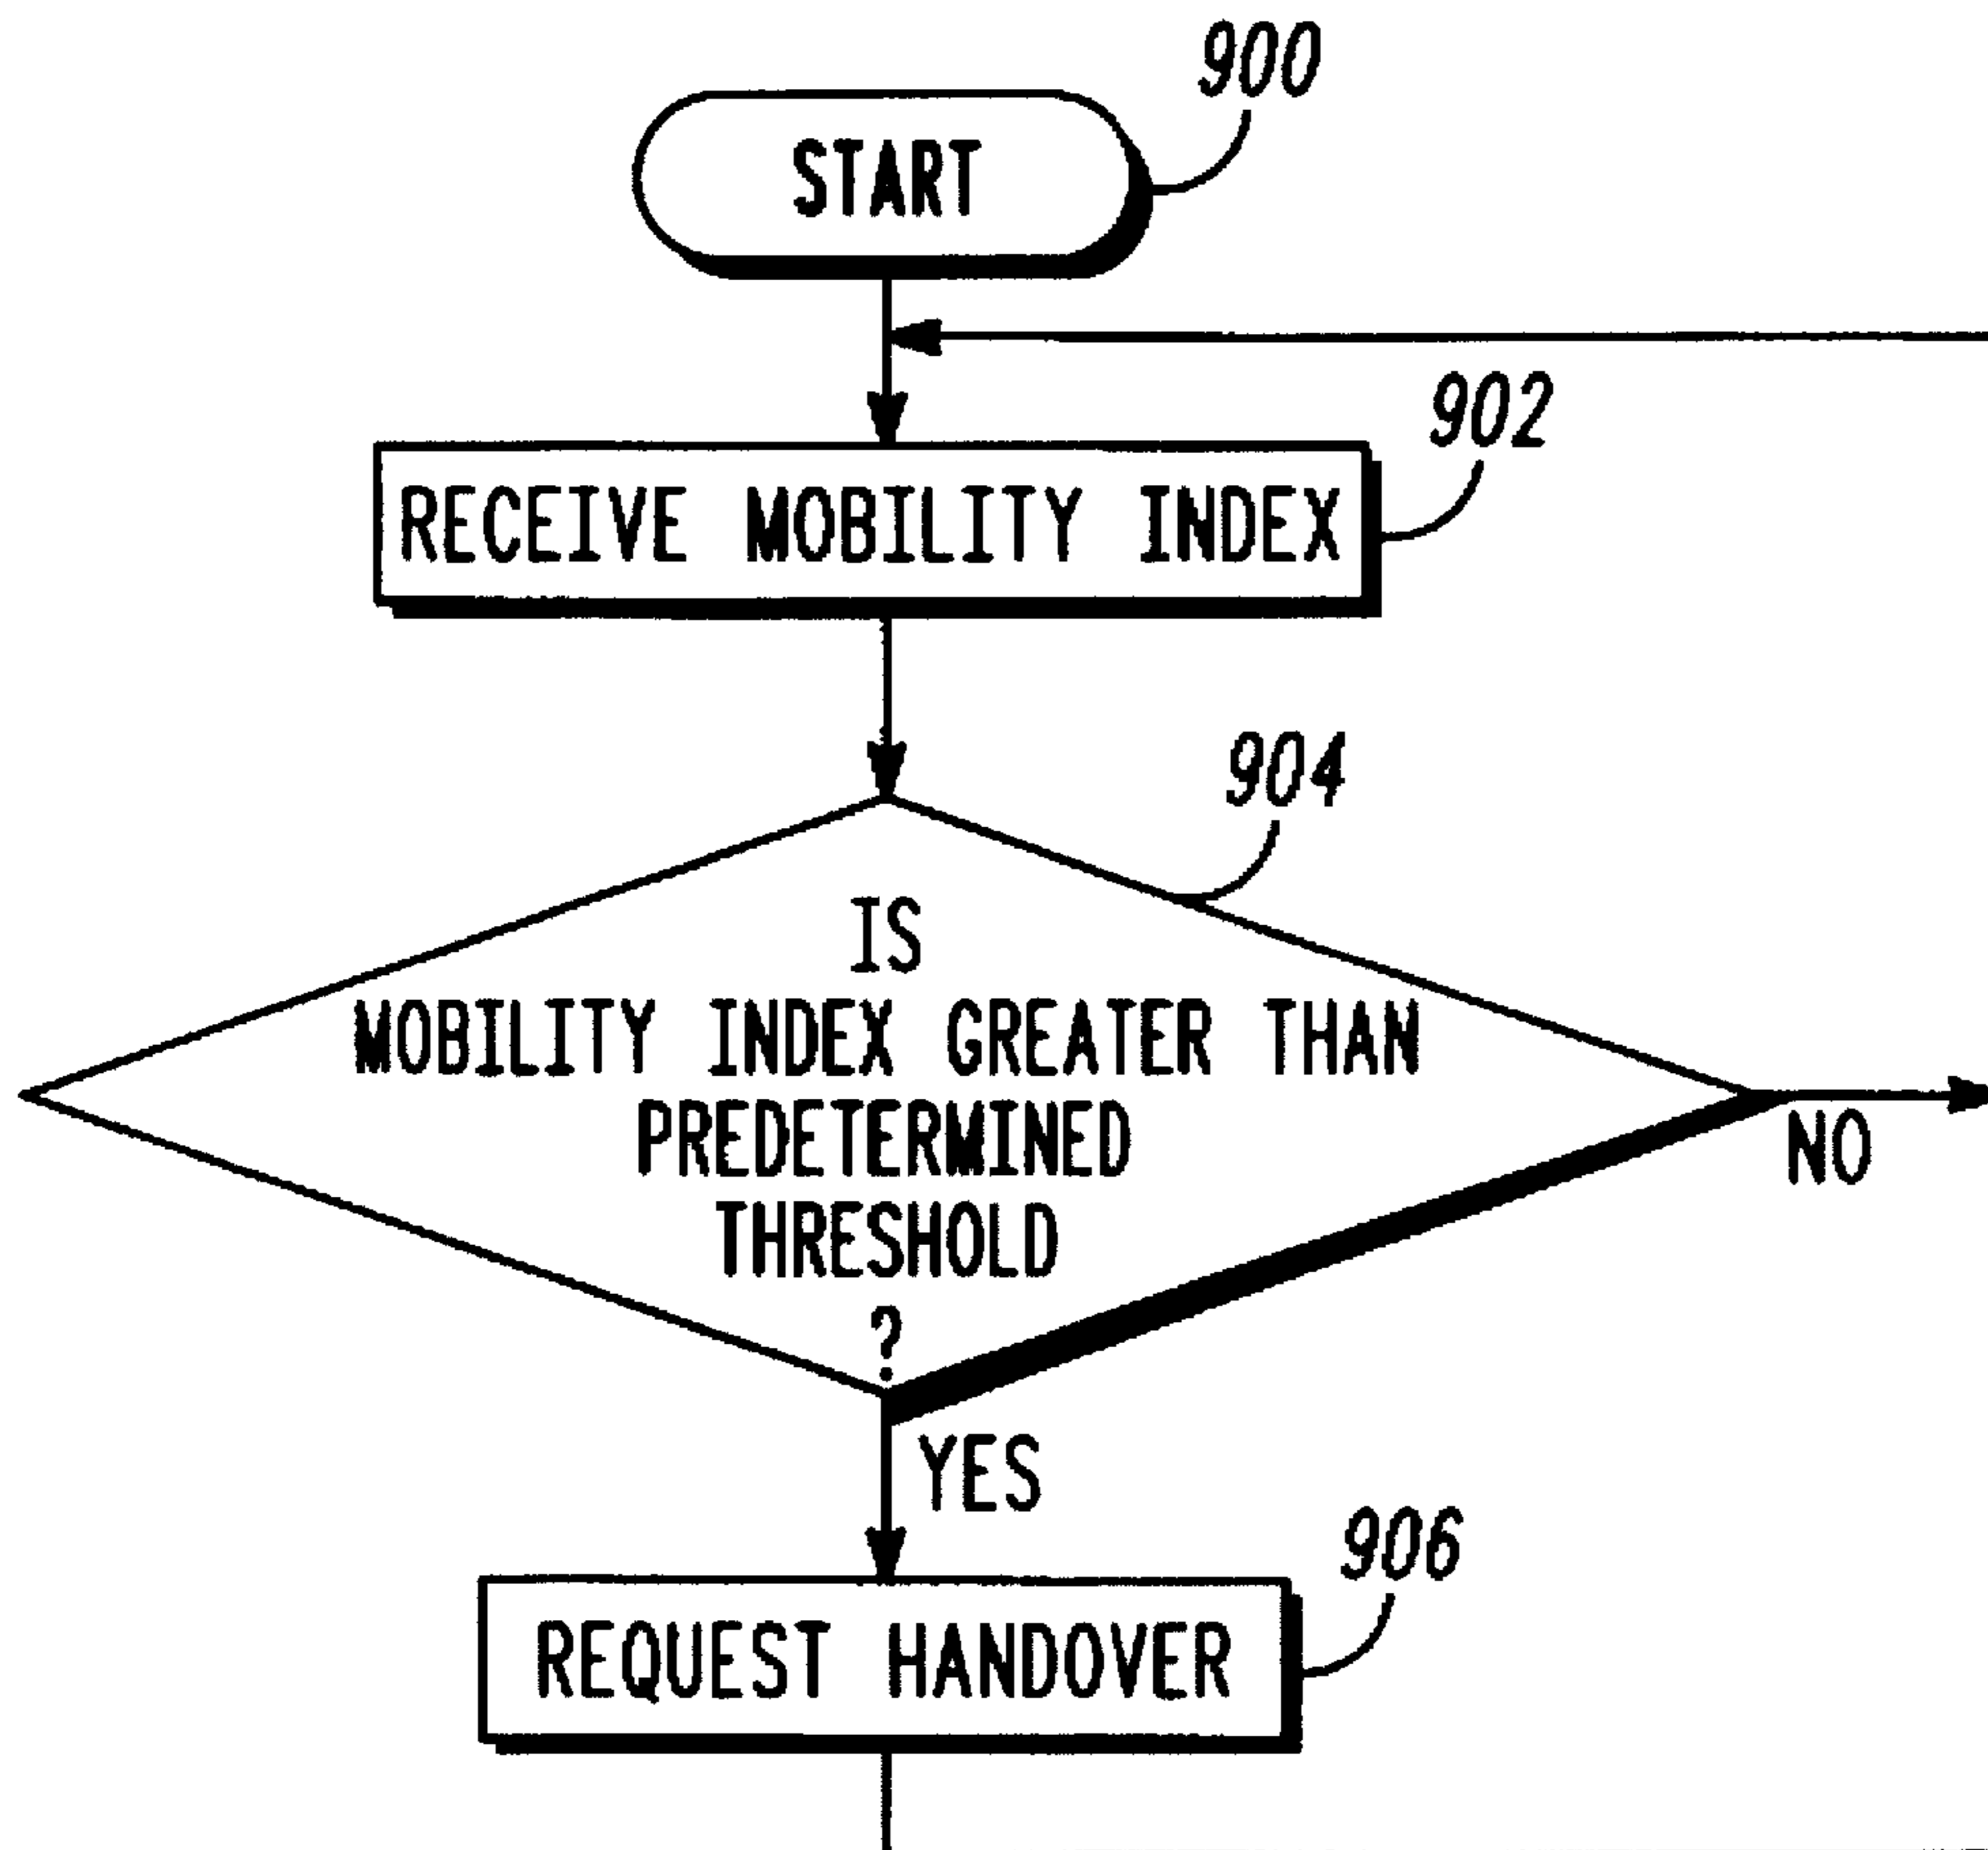 900
START
902
RECEIVE MOBILITY INDEX
904
IS
MOBILITY INDEX GREATER THAN
PREDETERMINED
THRESHOLD
?
NO
YES
906
REQUEST HANDOVER